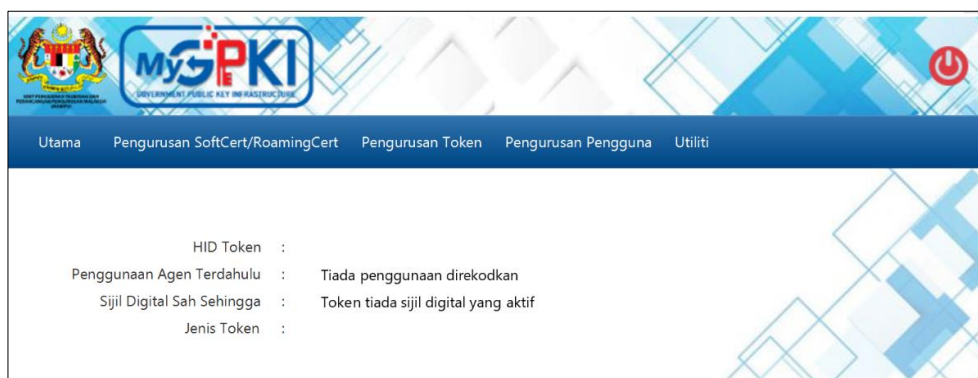 MyGPKI
GOVERNMENT PUBLIC KEY INFRASTRUCTURE
Utama Pengurusan SoftCert/RoamingCert Pengurusan Token Pengurusan Pengguna Utiliti
HID Token :
Penggunaan Agen Terdahulu : Tiada penggunaan direkodkan
Sijil Digital Sah Sehingga : Token tiada sijil digital yang aktif
Jenis Token :